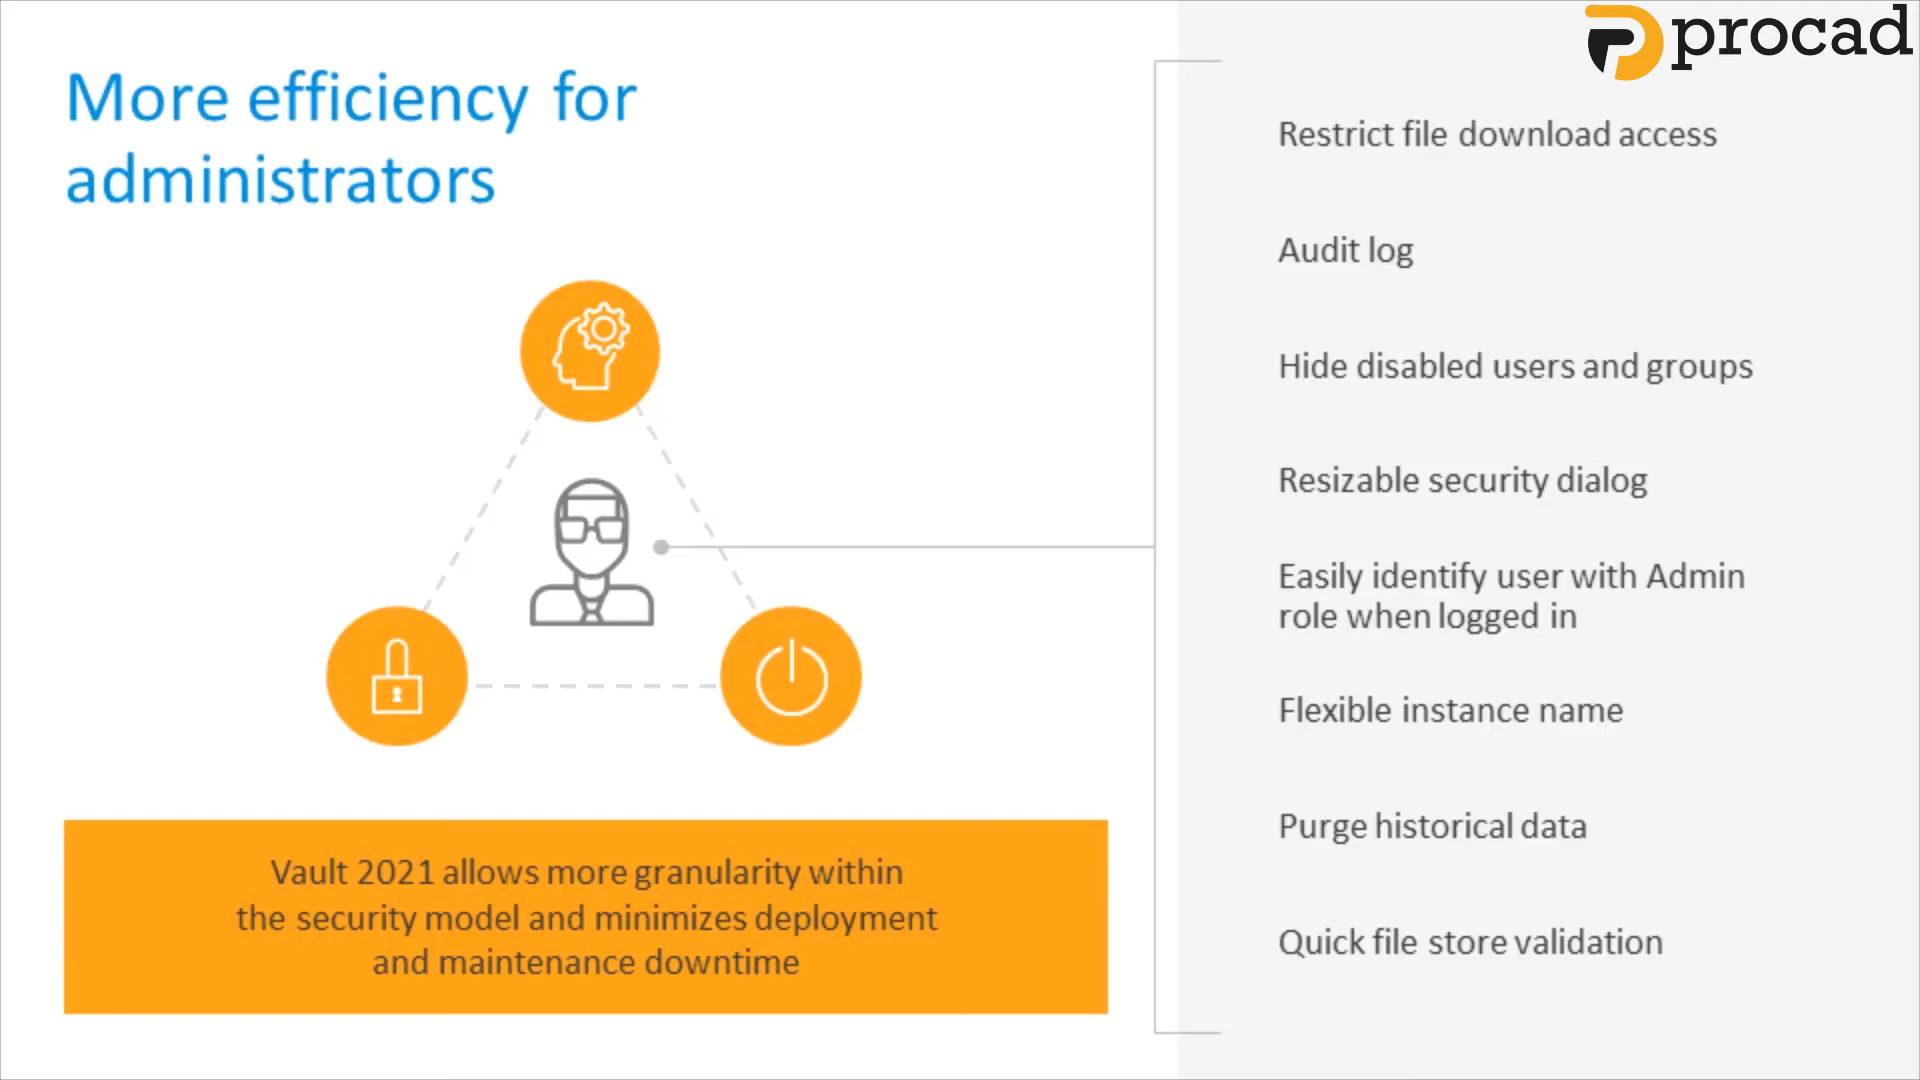 procad
More efficiency for
administrators
Vault 2021 allows more granularity within
the security model and minimizes deployment
and maintenance downtime
Restrict file download access
Audit log
Hide disabled users and groups
Resizable security dialog
Easily identify user with Admin
role when logged in
Flexible instance name
Purge historical data
Quick file store validation